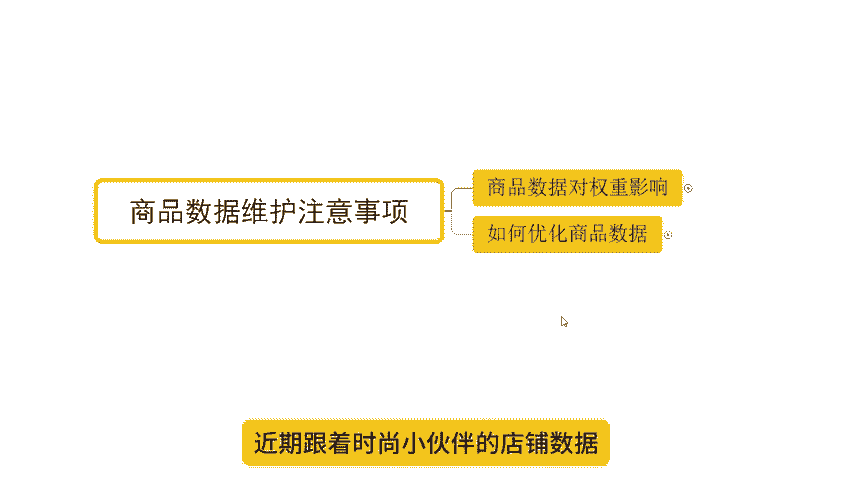 商品数据维护注意事项
商品数据对权重影响
如何优化商品数据
近期跟着时尚小伙伴的店铺数据